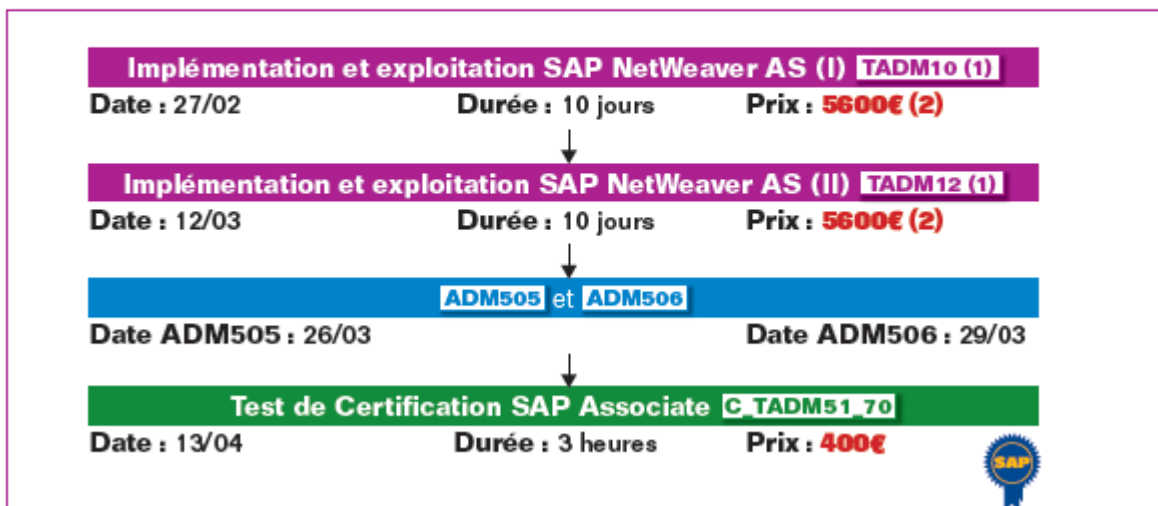 Implémentation et exploitation SAP NetWeaver AS (I) TADM10 (1)
Date : 27/02 Durée : 10 jours Prix : 5600€ (2)
Implémentation et exploitation SAP NetWeaver AS (II) TADM12 (1)
Date : 12/03 Durée : 10 jours Prix : 5600€ (2)
ADM505 et ADM506
Date ADM505 : 26/03 Date ADM506 : 29/03
Test de Certification SAP Associate C_TADM51_70
Date : 13/04 Durée : 3 heures Prix : 400€
SAP